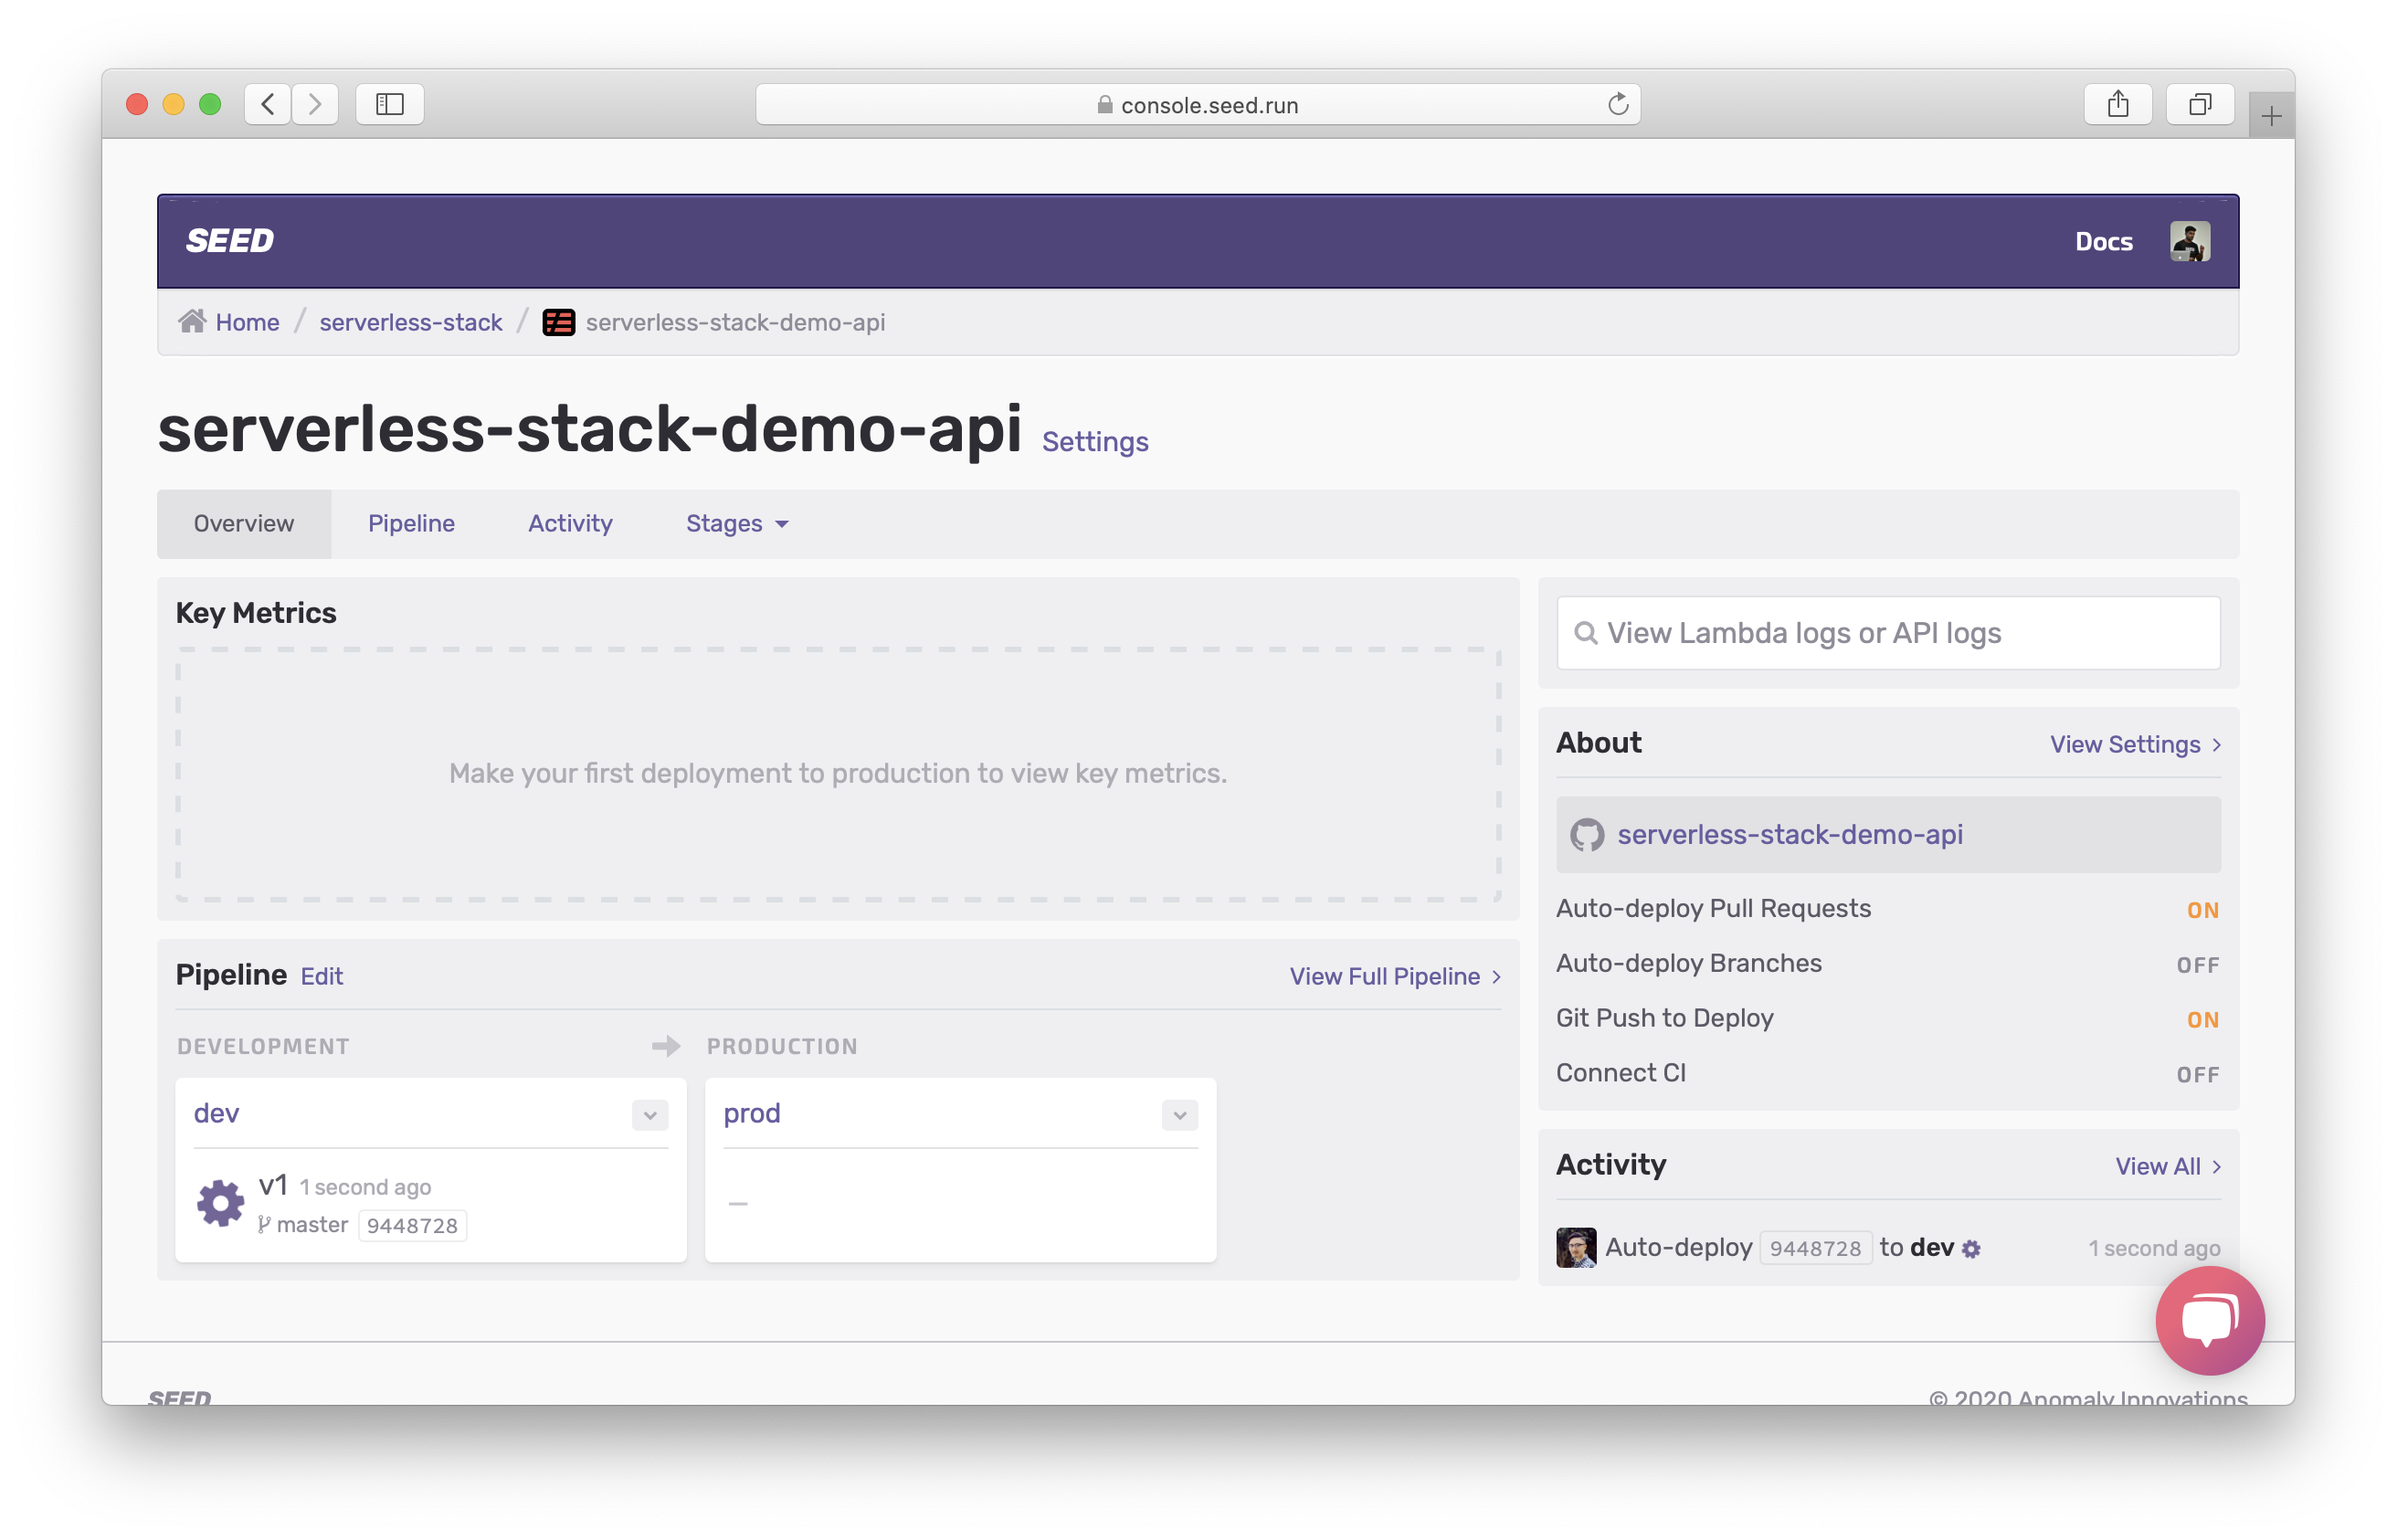 console.seed.run
SEED
Docs
Home / serverless-stack / serverless-stack-demo-api
serverless-stack-demo-api Settings
Overview Pipeline Activity Stages
Key Metrics
Make your first deployment to production to view key metrics.
View Lambda logs or API logs
About View Settings
serverless-stack-demo-api
Auto-deploy Pull Requests ON
Auto-deploy Branches OFF
Git Push to Deploy ON
Connect CI OFF
Pipeline Edit View Full Pipeline
DEVELOPMENT PRODUCTION
dev prod
v1 1 second ago
master 9448728
–
Activity View All
Auto-deploy 9448728 to dev 1 second ago
SEED © 2020 Anomaly Innovations